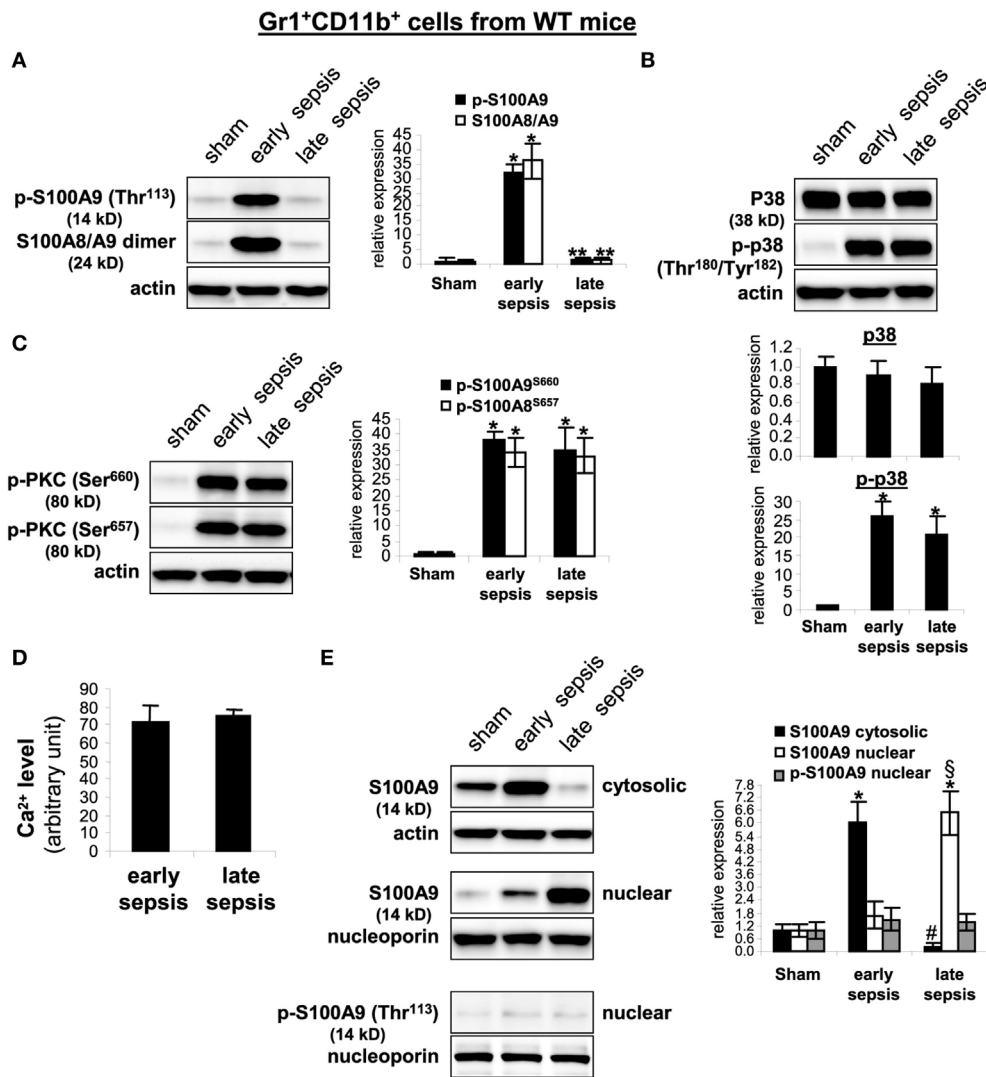 Gr1⁺CD11b⁺ cells from WT mice
A
sham
early sepsis
late sepsis
p-S100A9 (Thr¹¹³)
(14 kD)
S100A8/A9 dimer
(24 kD)
actin
p-S100A9
S100A8/A9
relative expression
45
40
35
30
25
20
15
10
5
0
*
*
** **
Sham
early
sepsis
late
sepsis
B
sham
early sepsis
late sepsis
P38
(38 kD)
p-p38
(Thr¹⁸⁰/Tyr¹⁸²)
actin
p38
relative expression
1.2
1.0
0.8
0.6
0.4
0.2
0.0
p-p38
relative expression
30
25
20
15
10
5
0
*
*
Sham
early
sepsis
late
sepsis
C
sham
early sepsis
late sepsis
p-PKC (Ser⁶⁶⁰)
(80 kD)
p-PKC (Ser⁶⁵⁷)
(80 kD)
actin
p-S100A9ˢ⁶⁶⁰
p-S100A8ˢ⁶⁵⁷
relative expression
45
40
35
30
25
20
15
10
5
0
*
*
*
*
Sham
early
sepsis
late
sepsis
D
Ca²⁺ level
(arbitrary unit)
90
80
70
60
50
40
30
20
10
0
early
sepsis
late
sepsis
E
sham
early sepsis
late sepsis
S100A9
(14 kD)
cytosolic
actin
S100A9
(14 kD)
nuclear
nucleoporin
p-S100A9 (Thr¹¹³)
(14 kD)
nuclear
nucleoporin
S100A9 cytosolic
S100A9 nuclear
p-S100A9 nuclear
relative expression
7.8
7.2
6.6
6.0
5.4
4.8
4.2
3.6
3.0
2.4
1.8
1.2
0.6
0.0
*
#
§
*
Sham
early
sepsis
late
sepsis